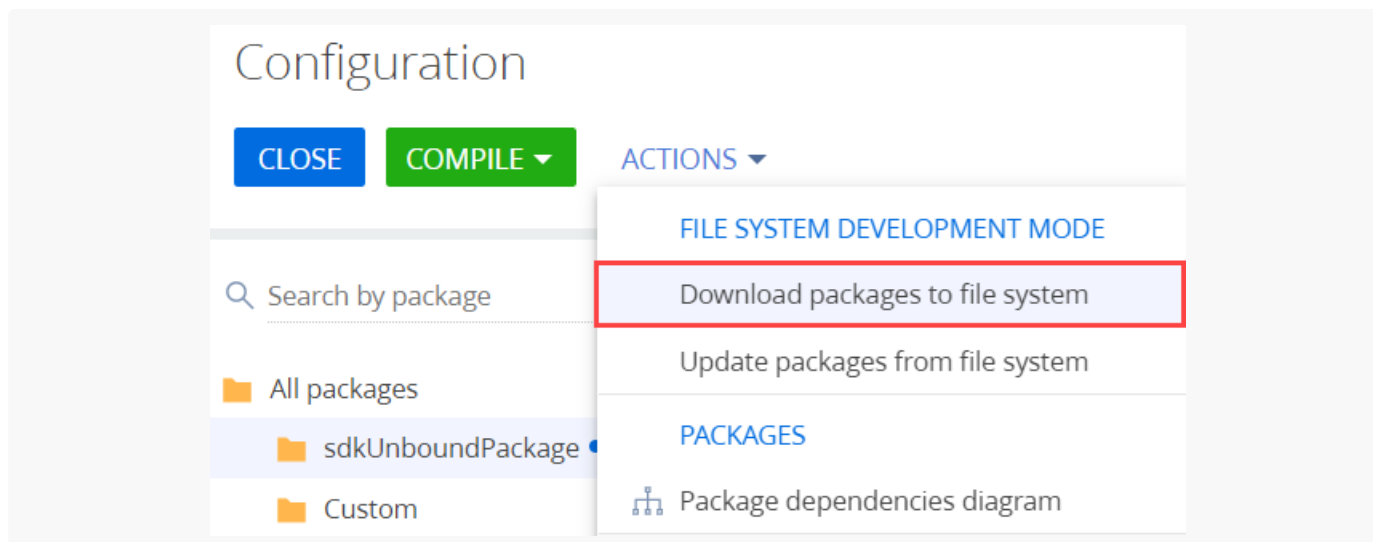 Configuration
CLOSE
COMPILE
ACTIONS
FILE SYSTEM DEVELOPMENT MODE
Search by package
Download packages to file system
Update packages from file system
All packages
sdkUnboundPackage
PACKAGES
Custom
Package dependencies diagram